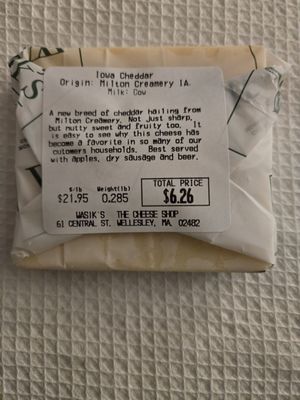 Iowa Cheddar
Origin: Milton Creamery IA.
Milk: Cow
A new breed of cheddar hailing from
Milton Creamery. Not just sharp,
but nutty sweet and fruity too. It
is easy to see why this cheese has
become a favorite in so many of our
customers households. Best served
with apples, dry sausage and beer.
$/lb Weight(lb) TOTAL PRICE
$21.95 0.285 $6.26
WASIK'S THE CHEESE SHOP
61 CENTRAL ST. WELLESLEY, MA. 02482